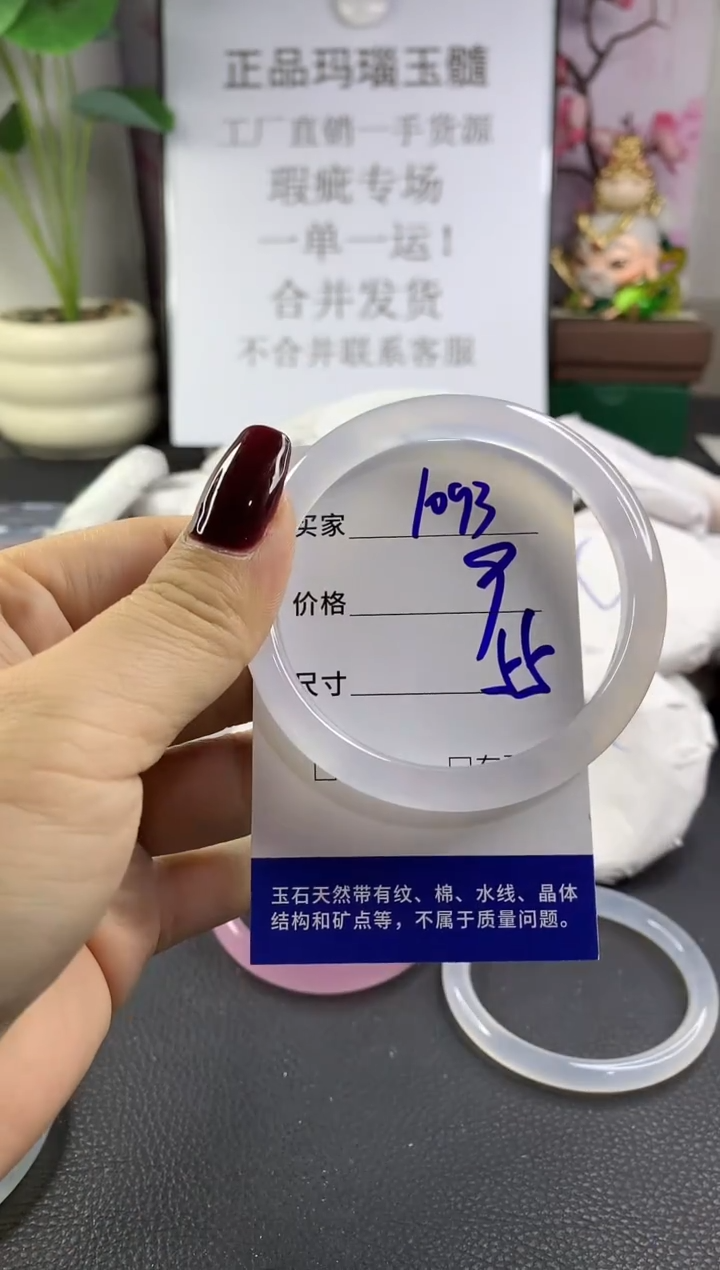 正品玛瑙玉髓
工厂直销一手货源
瑕疵专场
一单一运！
合并发货
不合并联系客服
买家 1093
价格
尺寸 55
玉石天然带有纹、棉、水线、晶体
结构和矿点等，不属于质量问题。